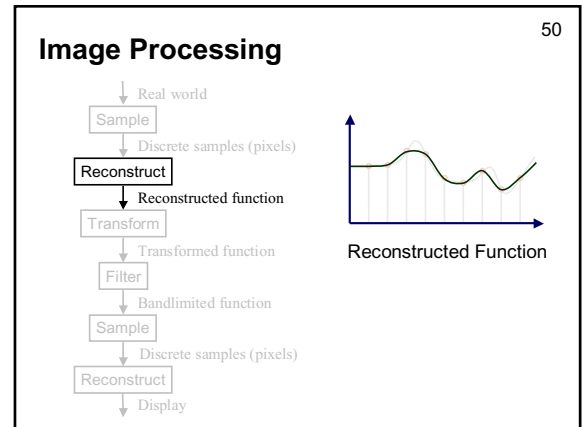 50
Image Processing
Real world
Sample
Discrete samples (pixels)
Reconstruct
Reconstructed function
Transform
Transformed function
Filter
Bandlimited function
Sample
Discrete samples (pixels)
Reconstruct
Display
Reconstructed Function